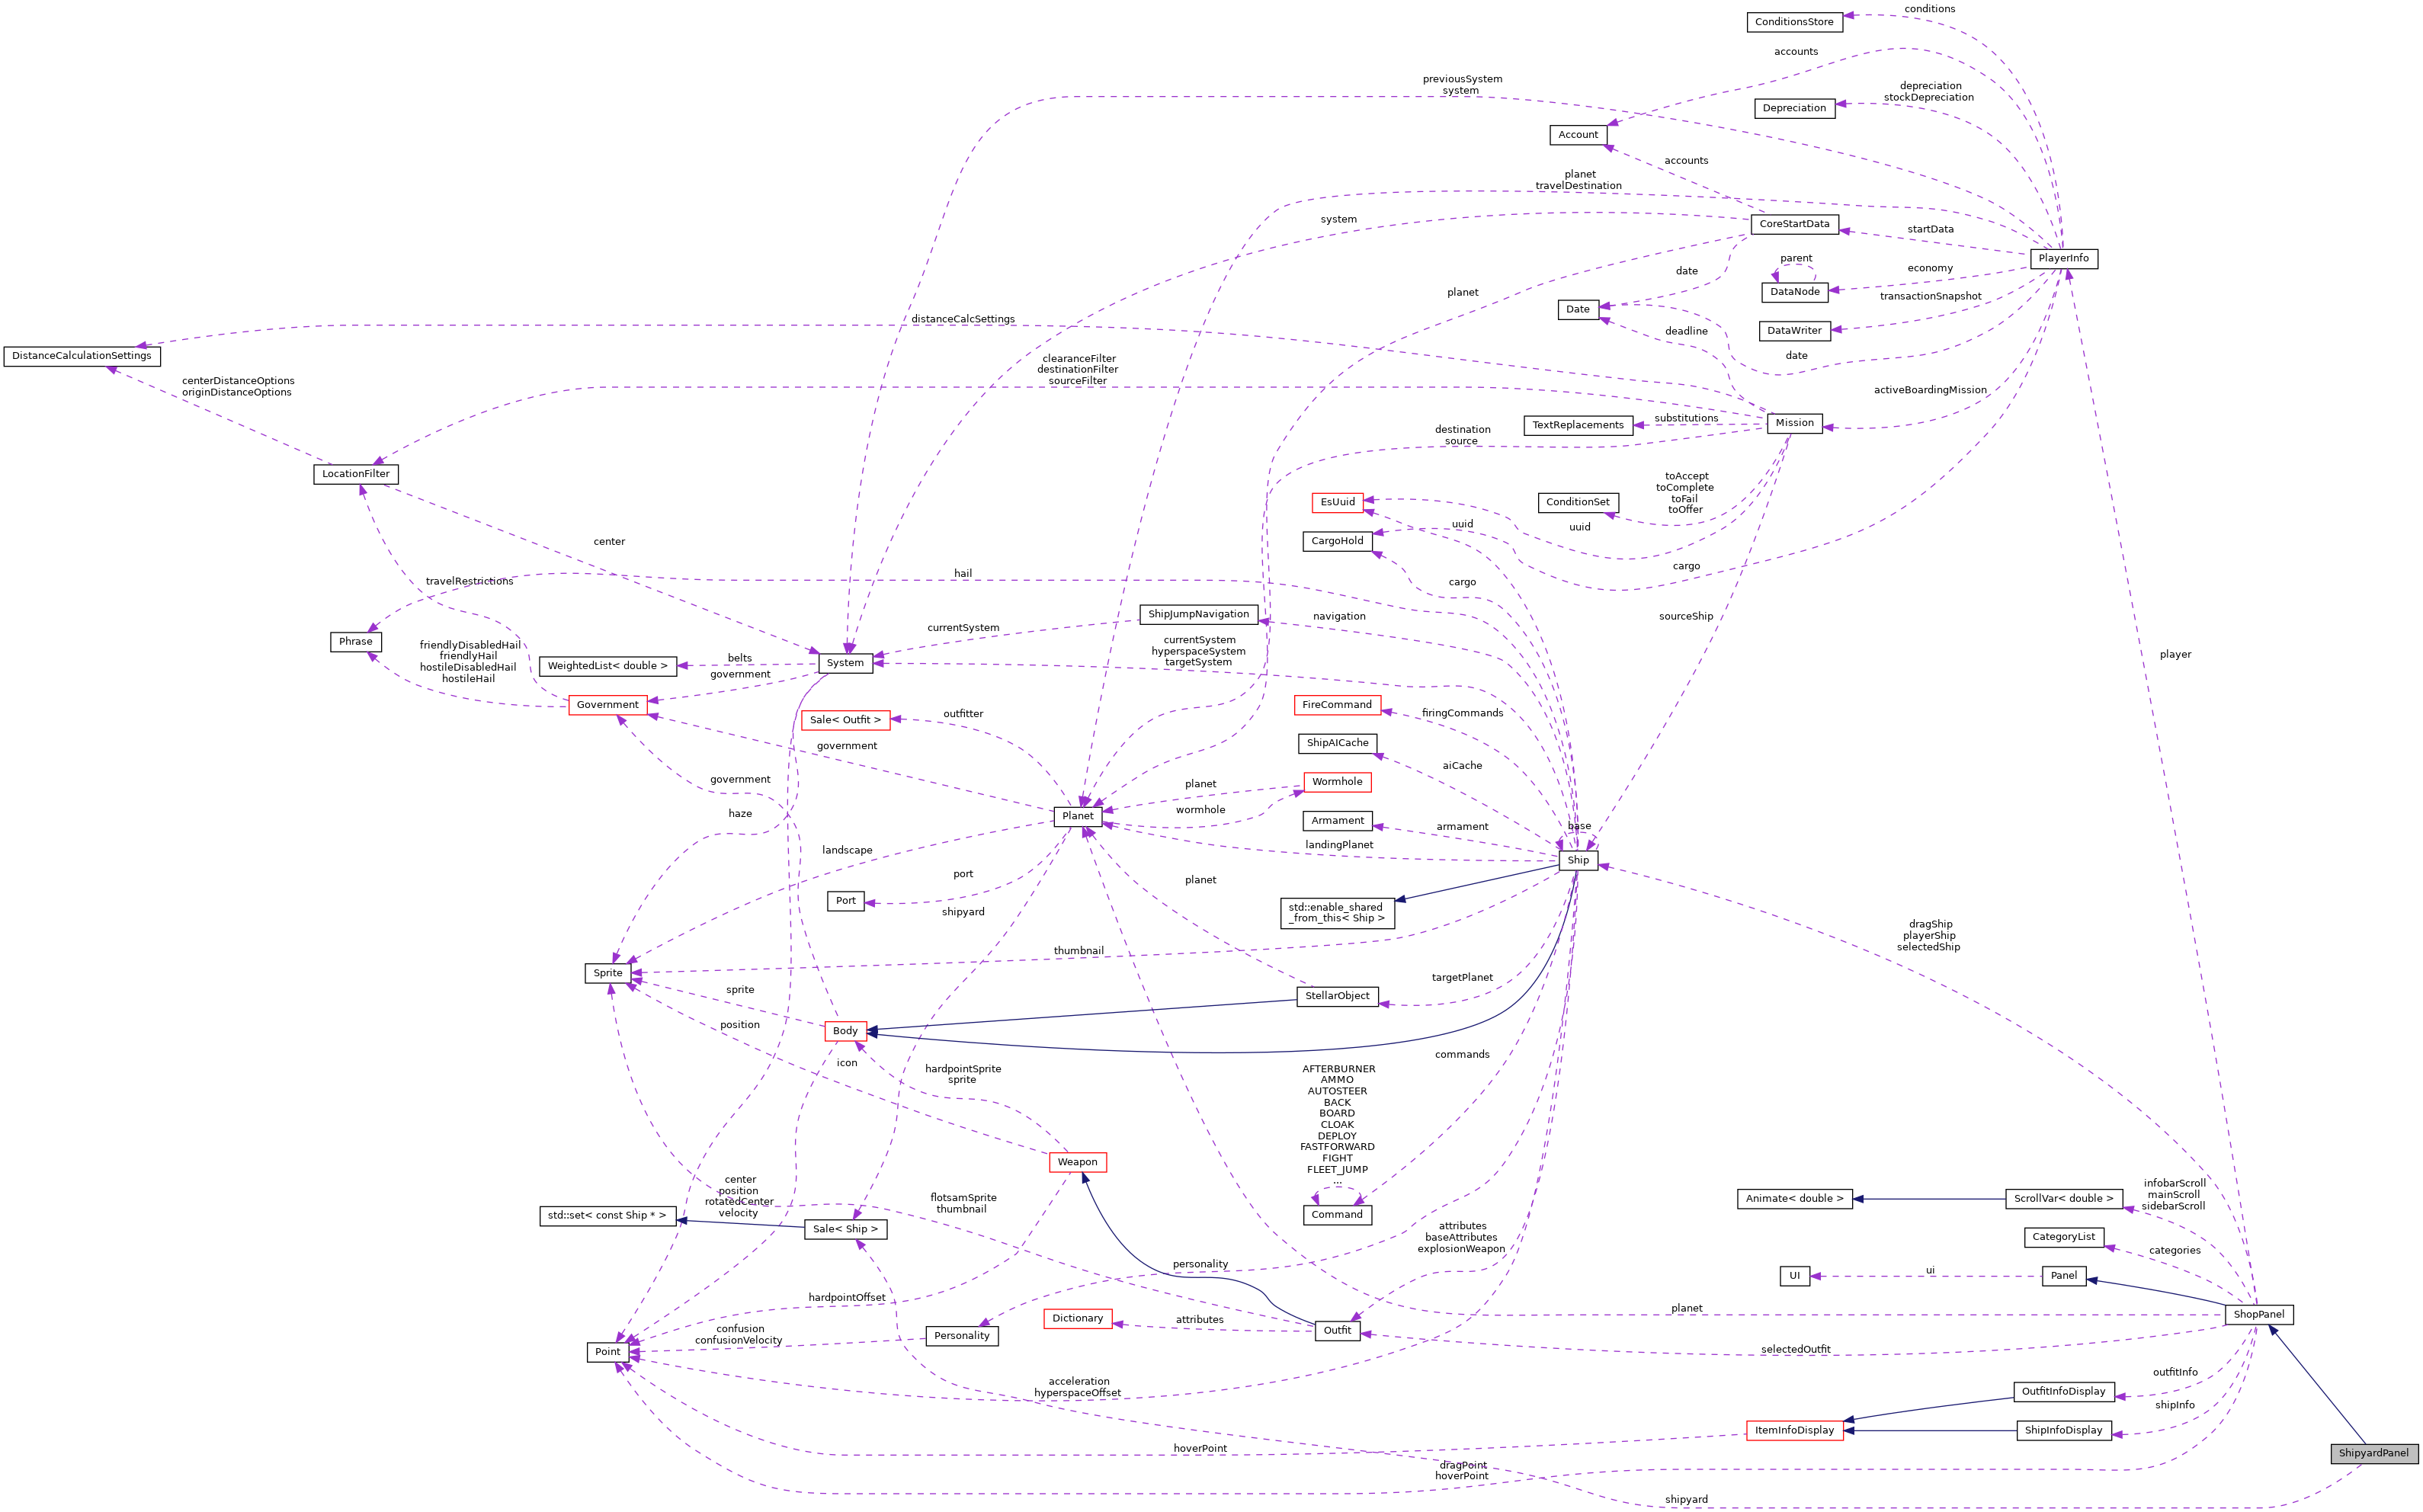 conditions
ConditionsStore
accounts
previousSystem
system
depreciation
stockDepreciation
Depreciation
Account
accounts
planet
travelDestination
system
CoreStartData
startData
PlayerInfo
parent
date
economy
DataNode
planet
transactionSnapshot
Date
distanceCalcSettings
deadline
DataWriter
DistanceCalculationSettings
clearanceFilter
destinationFilter
sourceFilter
date
centerDistanceOptions
originDistanceOptions
activeBoardingMission
substitutions
Mission
TextReplacements
destination
source
LocationFilter
toAccept
toComplete
toFail
toOffer
EsUuid
ConditionSet
uuid
uuid
center
CargoHold
cargo
hail
travelRestrictions
cargo
ShipJumpNavigation
navigation
sourceShip
currentSystem
Phrase
friendlyDisabledHail
friendlyHail
hostileDisabledHail
hostileHail
currentSystem
hyperspaceSystem
targetSystem
player
belts
System
WeightedList< double >
government
Government
FireCommand
firingCommands
outfitter
Sale< Outfit >
government
ShipAICache
aiCache
government
planet
Wormhole
haze
wormhole
Planet
Armament
armament
base
landscape
landingPlanet
Ship
port
planet
Port
shipyard
std::enable_shared
_from_this< Ship >
dragShip
playerShip
selectedShip
thumbnail
Sprite
targetPlanet
sprite
StellarObject
position
Body
icon
hardpointSprite
sprite
commands
AFTERBURNER
AMMO
AUTOSTEER
BACK
BOARD
CLOAK
DEPLOY
FASTFORWARD
FIGHT
FLEET_JUMP
...
Weapon
center
position
rotatedCenter
velocity
flotsamSprite
thumbnail
Animate< double >
ScrollVar< double >
infobarScroll
mainScroll
sidebarScroll
std::set< const Ship * >
Sale< Ship >
Command
attributes
baseAttributes
explosionWeapon
CategoryList
categories
personality
UI
ui
Panel
hardpointOffset
planet
ShopPanel
Dictionary
attributes
confusion
confusionVelocity
Personality
Outfit
selectedOutfit
Point
outfitInfo
acceleration
hyperspaceOffset
OutfitInfoDisplay
shipInfo
ItemInfoDisplay
ShipInfoDisplay
hoverPoint
ShipyardPanel
dragPoint
hoverPoint
shipyard